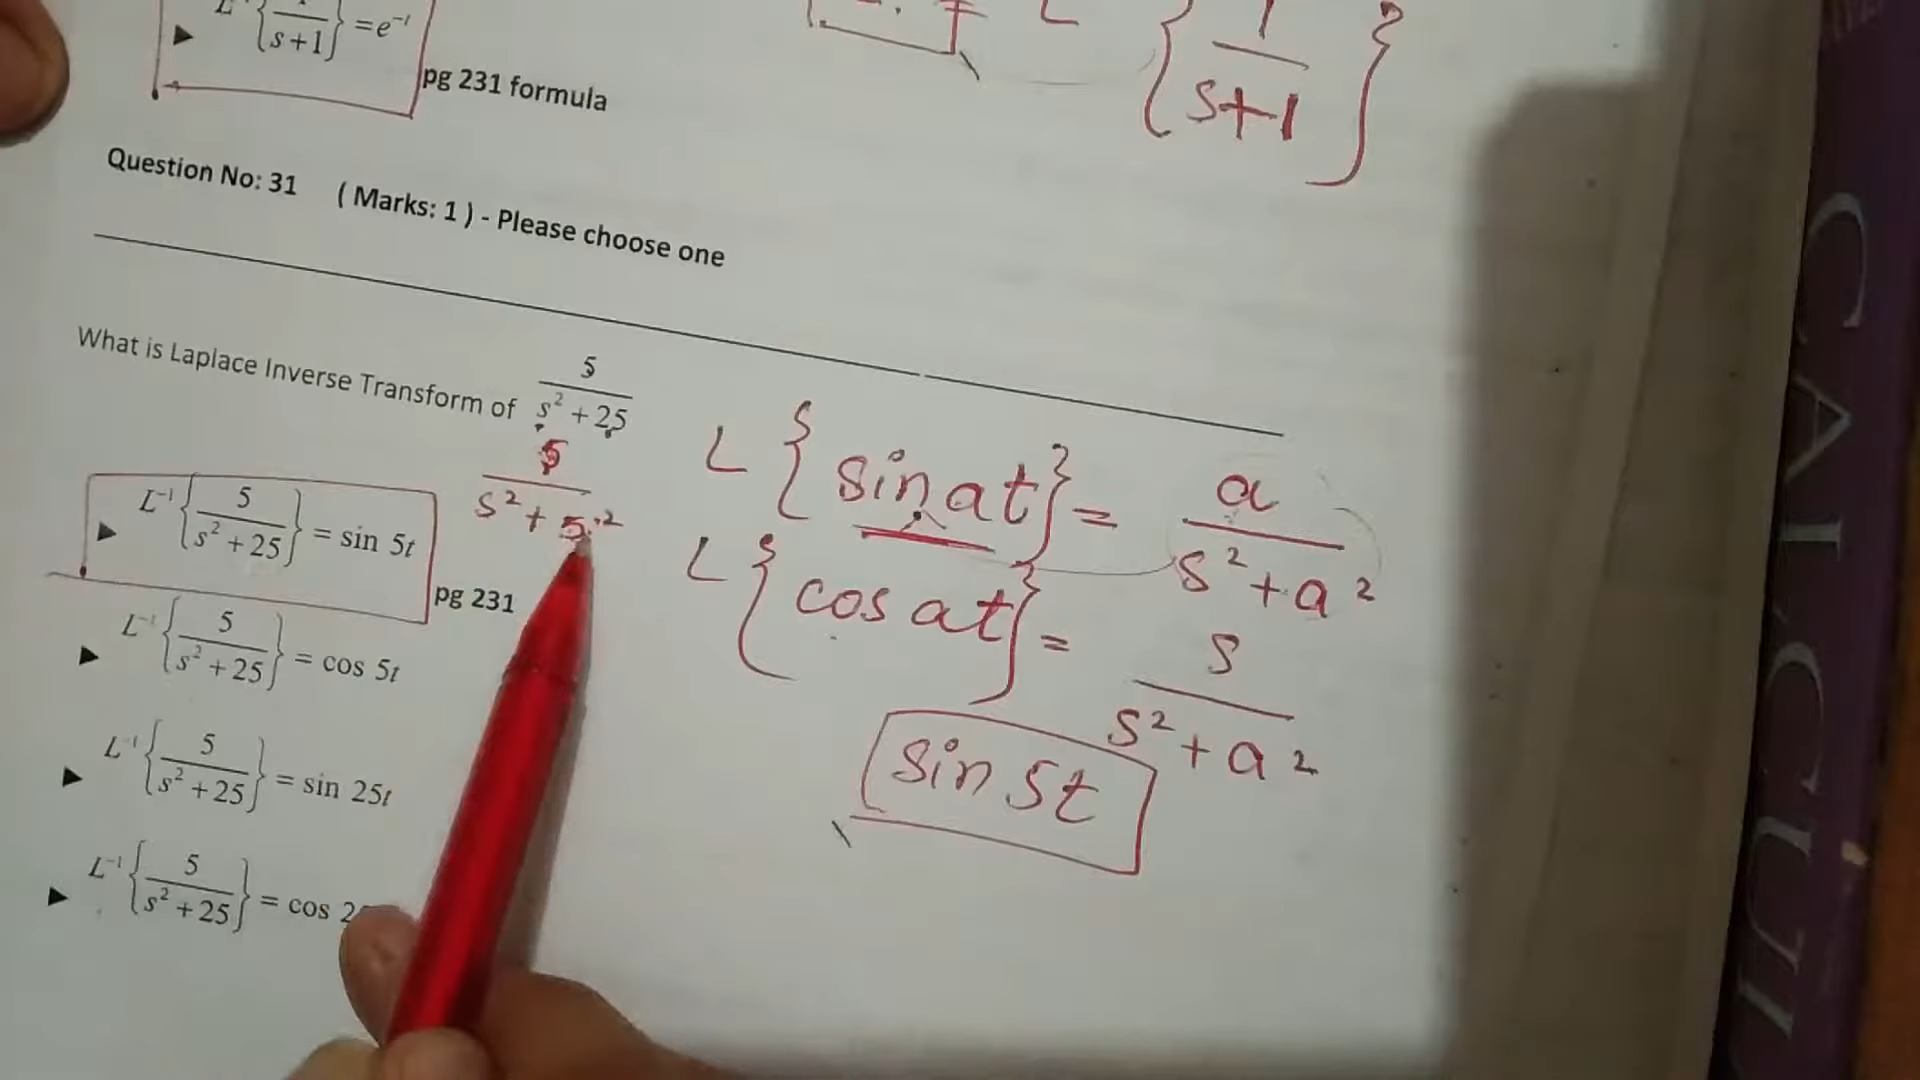 L⁻¹{1/(s+1)} = e⁻ᵗ
pg 231 formula
{1/(s+1)}
Question No: 31 ( Marks: 1 ) - Please choose one
What is Laplace Inverse Transform of 5/(s² + 25)
5/(s² + 5²)
L⁻¹{5/(s² + 25)} = sin 5t
pg 231
L⁻¹{5/(s² + 25)} = cos 5t
L⁻¹{5/(s² + 25)} = sin 25t
L⁻¹{5/(s² + 25)} = cos 2
L{sin at} = a/(s² + a²)
L{cos at} = s/(s² + a²)
sin 5t
CALCU